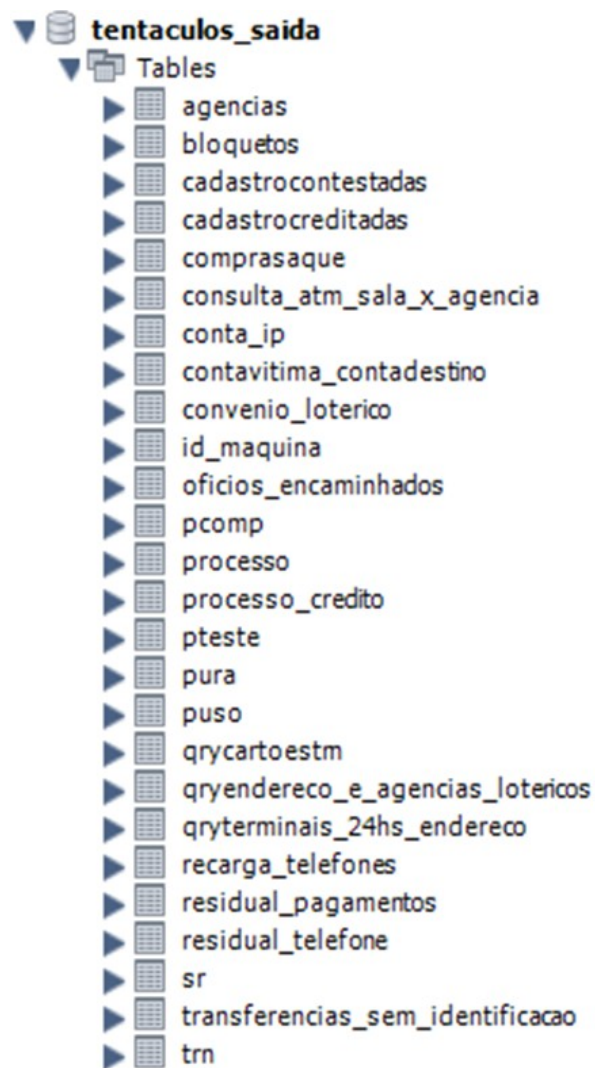 tentaculos_saida
Tables
agencias
bloquetos
cadastrocontestadas
cadastrocreditadas
comprasaque
consulta_atm_sala_x_agencia
conta_ip
contavitima_contadestino
convenio_loterico
id_maquina
oficios_encaminhados
pcomp
processo
processo_credito
pteste
pura
puso
qrycartoestm
qryendereco_e_agencias_lotericos
qryterminais_24hs_endereco
recarga_telefones
residual_pagamentos
residual_telefone
sr
transferencias_sem_identificacao
trn